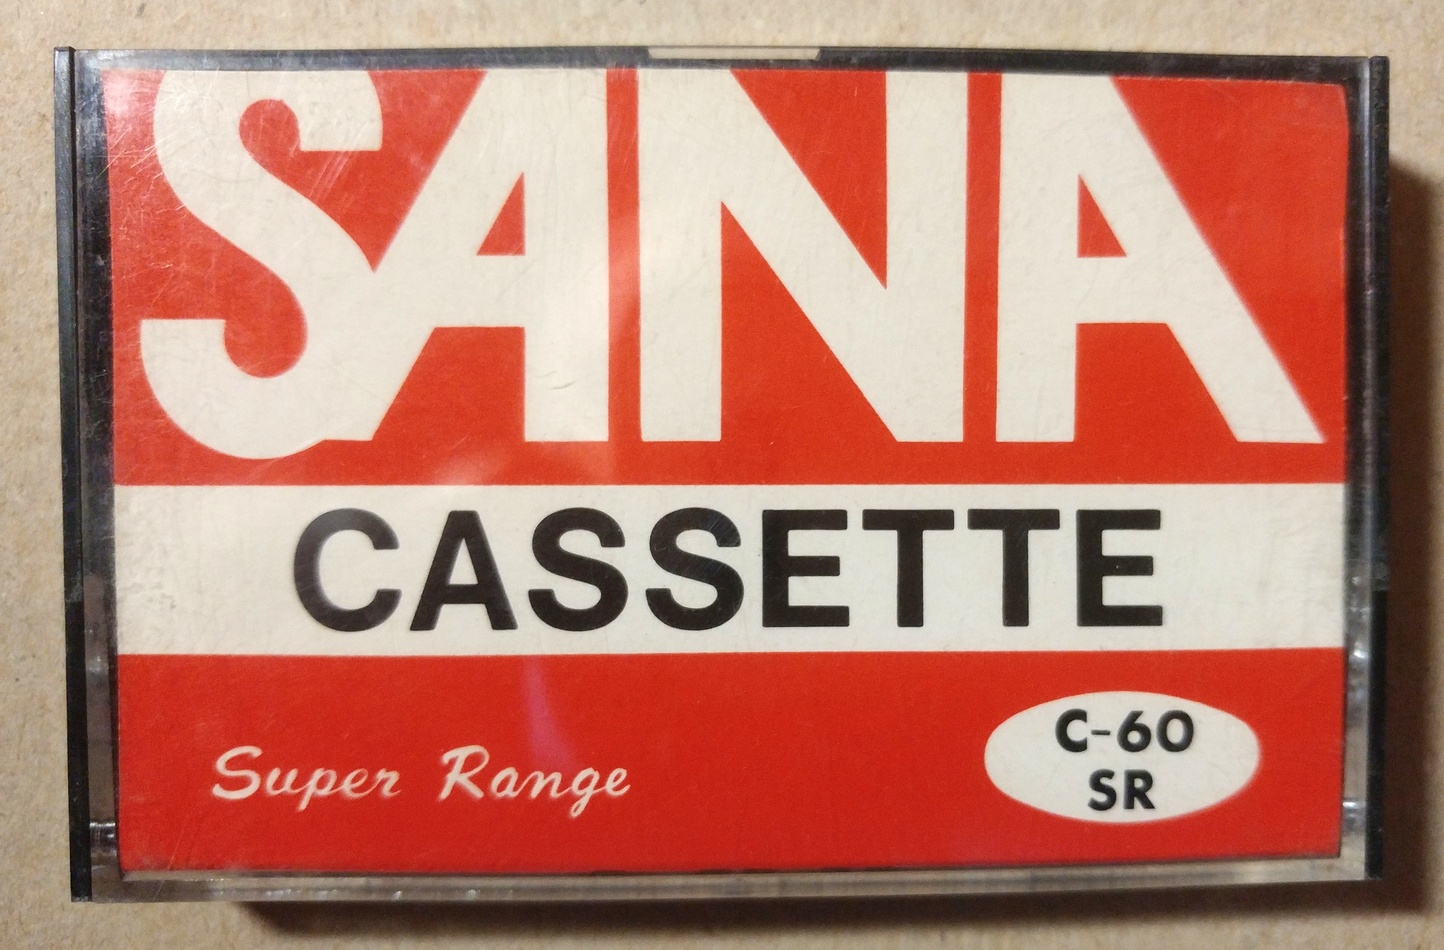 SANA
CASSETTE
Super Range
C-60
SR